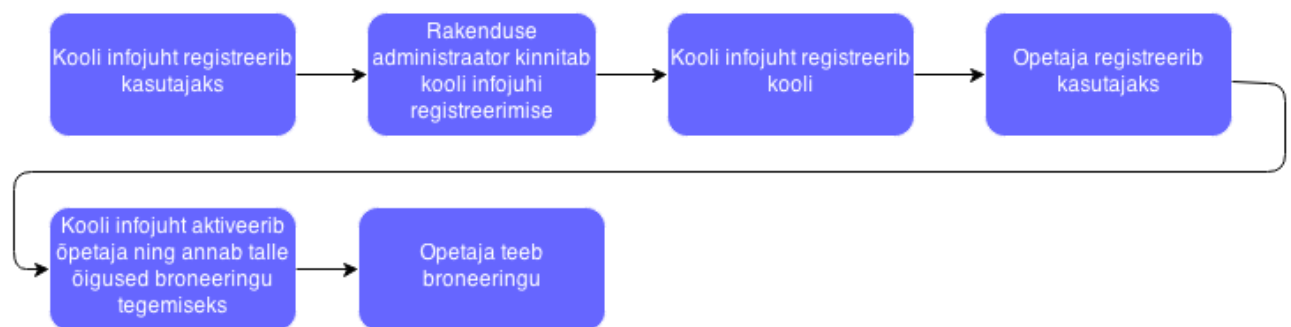 Kooli infojuht registreerib
kasutajaks
Rakenduse
administraator kinnitab
kooli infojuhi
registreerimise
Kooli infojuht registreerib
kooli
Opetaja registreerib
kasutajaks
Kooli infojuht aktiveerib
õpetaja ning annab talle
õigused broneeringu
tegemiseks
Opetaja teeb
broneeringu